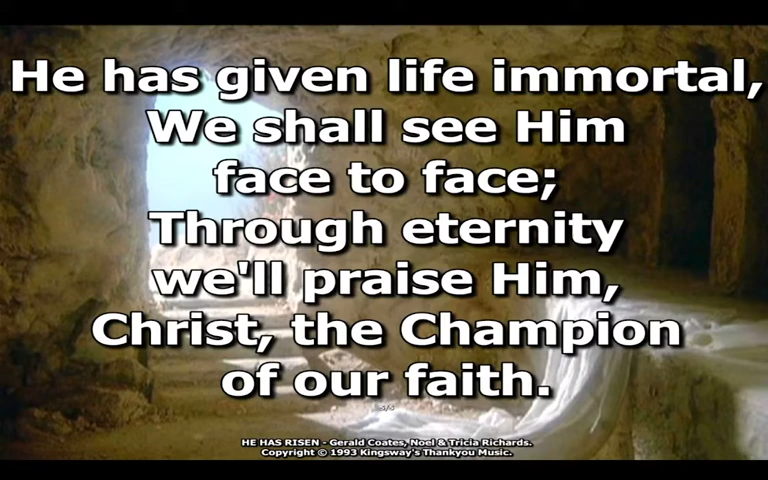 He has given life immortal,
We shall see Him
face to face;
Through eternity
we'll praise Him,
Christ, the Champion
of our faith.
HE HAS RISEN - Gerald Coates, Noel & Tricia Richards.
Copyright © 1993 Kingsway's Thankyou Music.